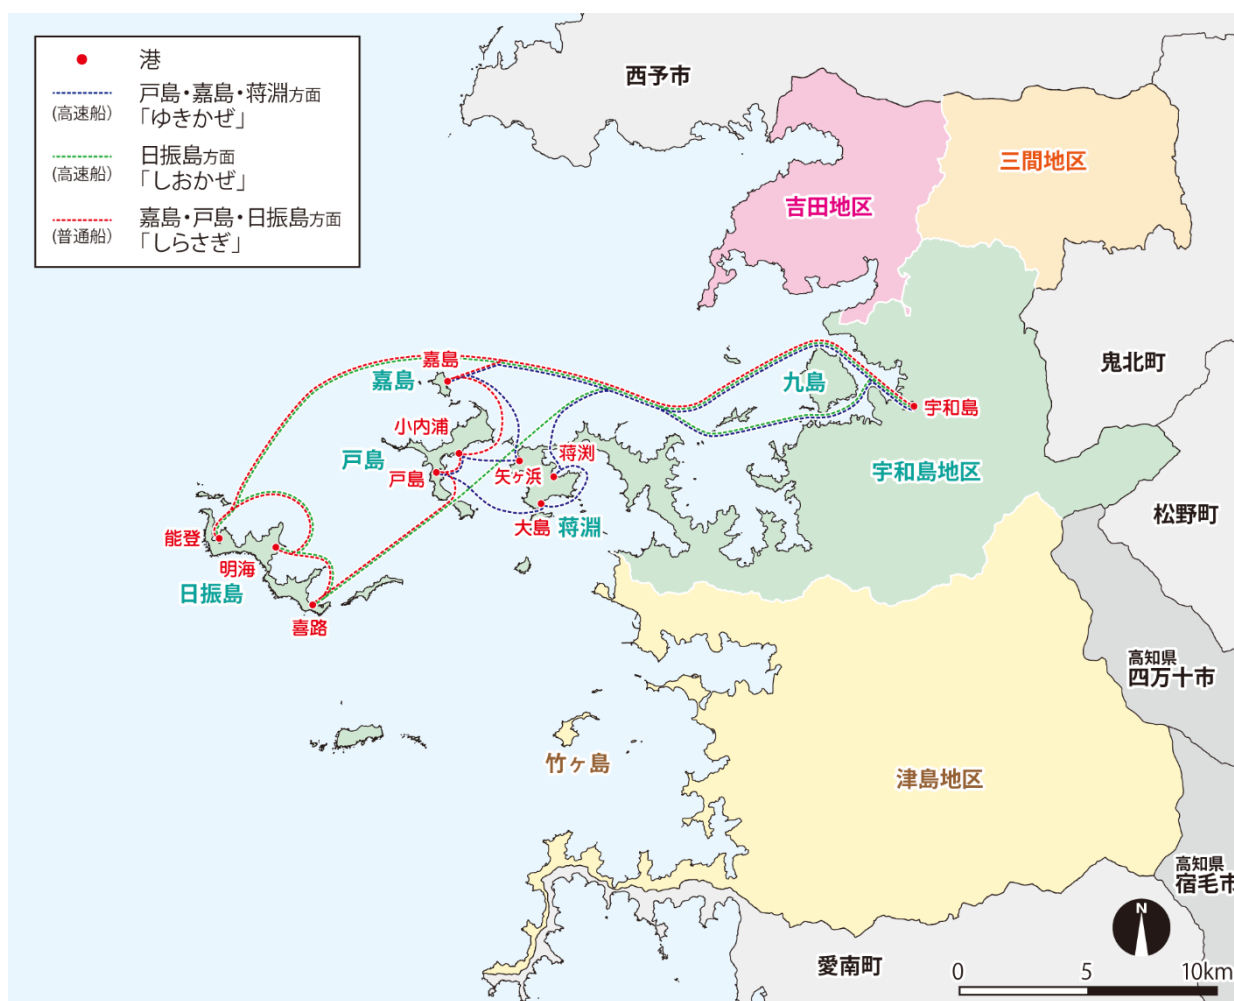 港
戸島・嘉島・蒋淵方面
(高速船)
「ゆきかぜ」
日振島方面
(高速船)
「しおかぜ」
嘉島・戸島・日振島方面
(普通船)
「しらさぎ」
西予市
三間地区
吉田地区
鬼北町
嘉島
嘉島
九島
宇和島
小内浦
戸島
蒋渕
戸島
矢ヶ浜
宇和島地区
松野町
大島
蒋淵
能登
明海
日振島
喜路
高知県
四万十市
竹ヶ島
津島地区
高知県
宿毛市
N
愛南町
0
5
10km